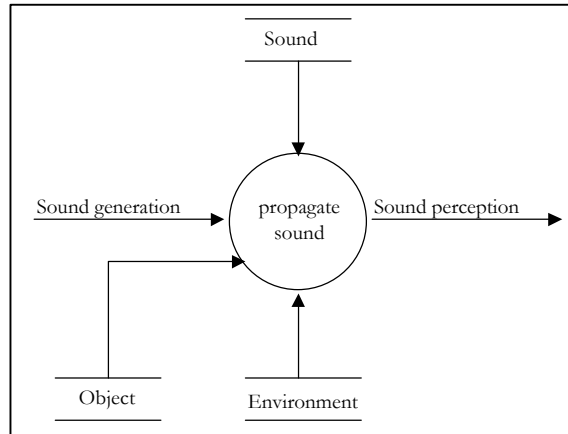 Sound
Sound generation
propagate
sound
Sound perception
Object
Environment